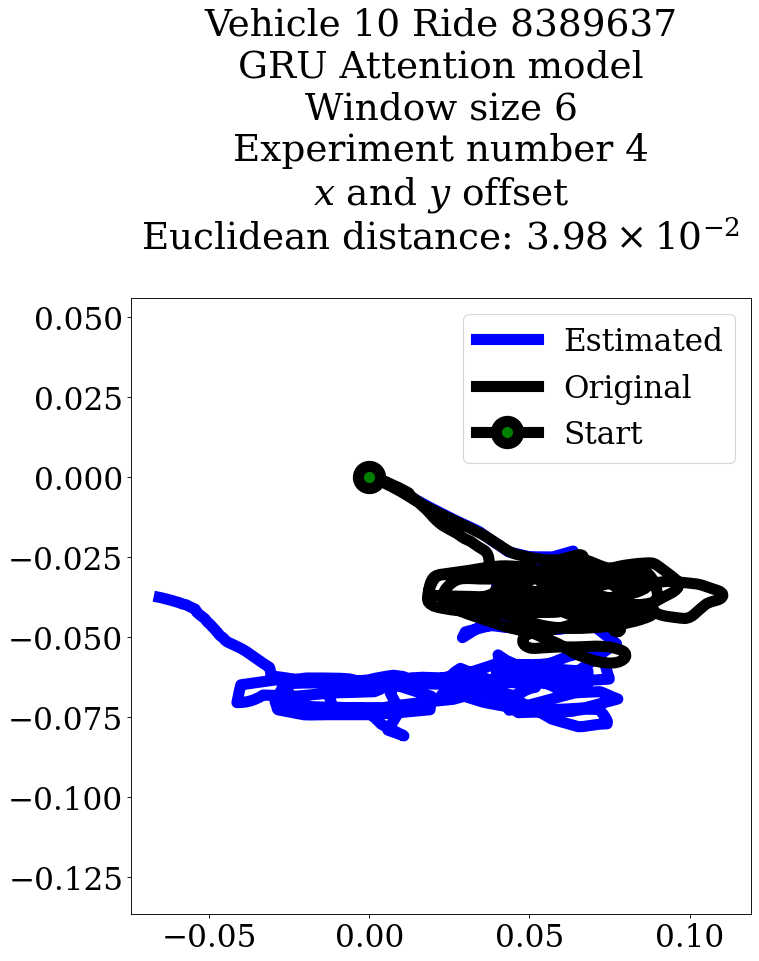 Vehicle 10 Ride 8389637
GRU Attention model
Window size 6
Experiment number 4
x and y offset
Euclidean distance: 3.98 × 10⁻²
Estimated
Original
Start
0.050
0.025
0.000
−0.025
−0.050
−0.075
−0.100
−0.125
−0.05 0.00 0.05 0.10